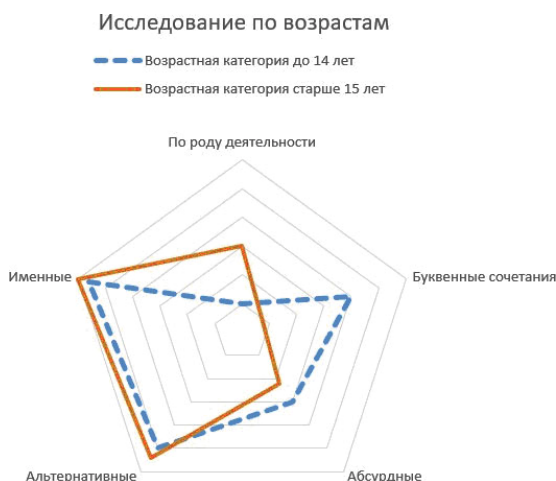 Исследование по возрастам
Возрастная категория до 14 лет
Возрастная категория старше 15 лет
По роду деятельности
Именные
Буквенные сочетания
Альтернативные
Абсурдные